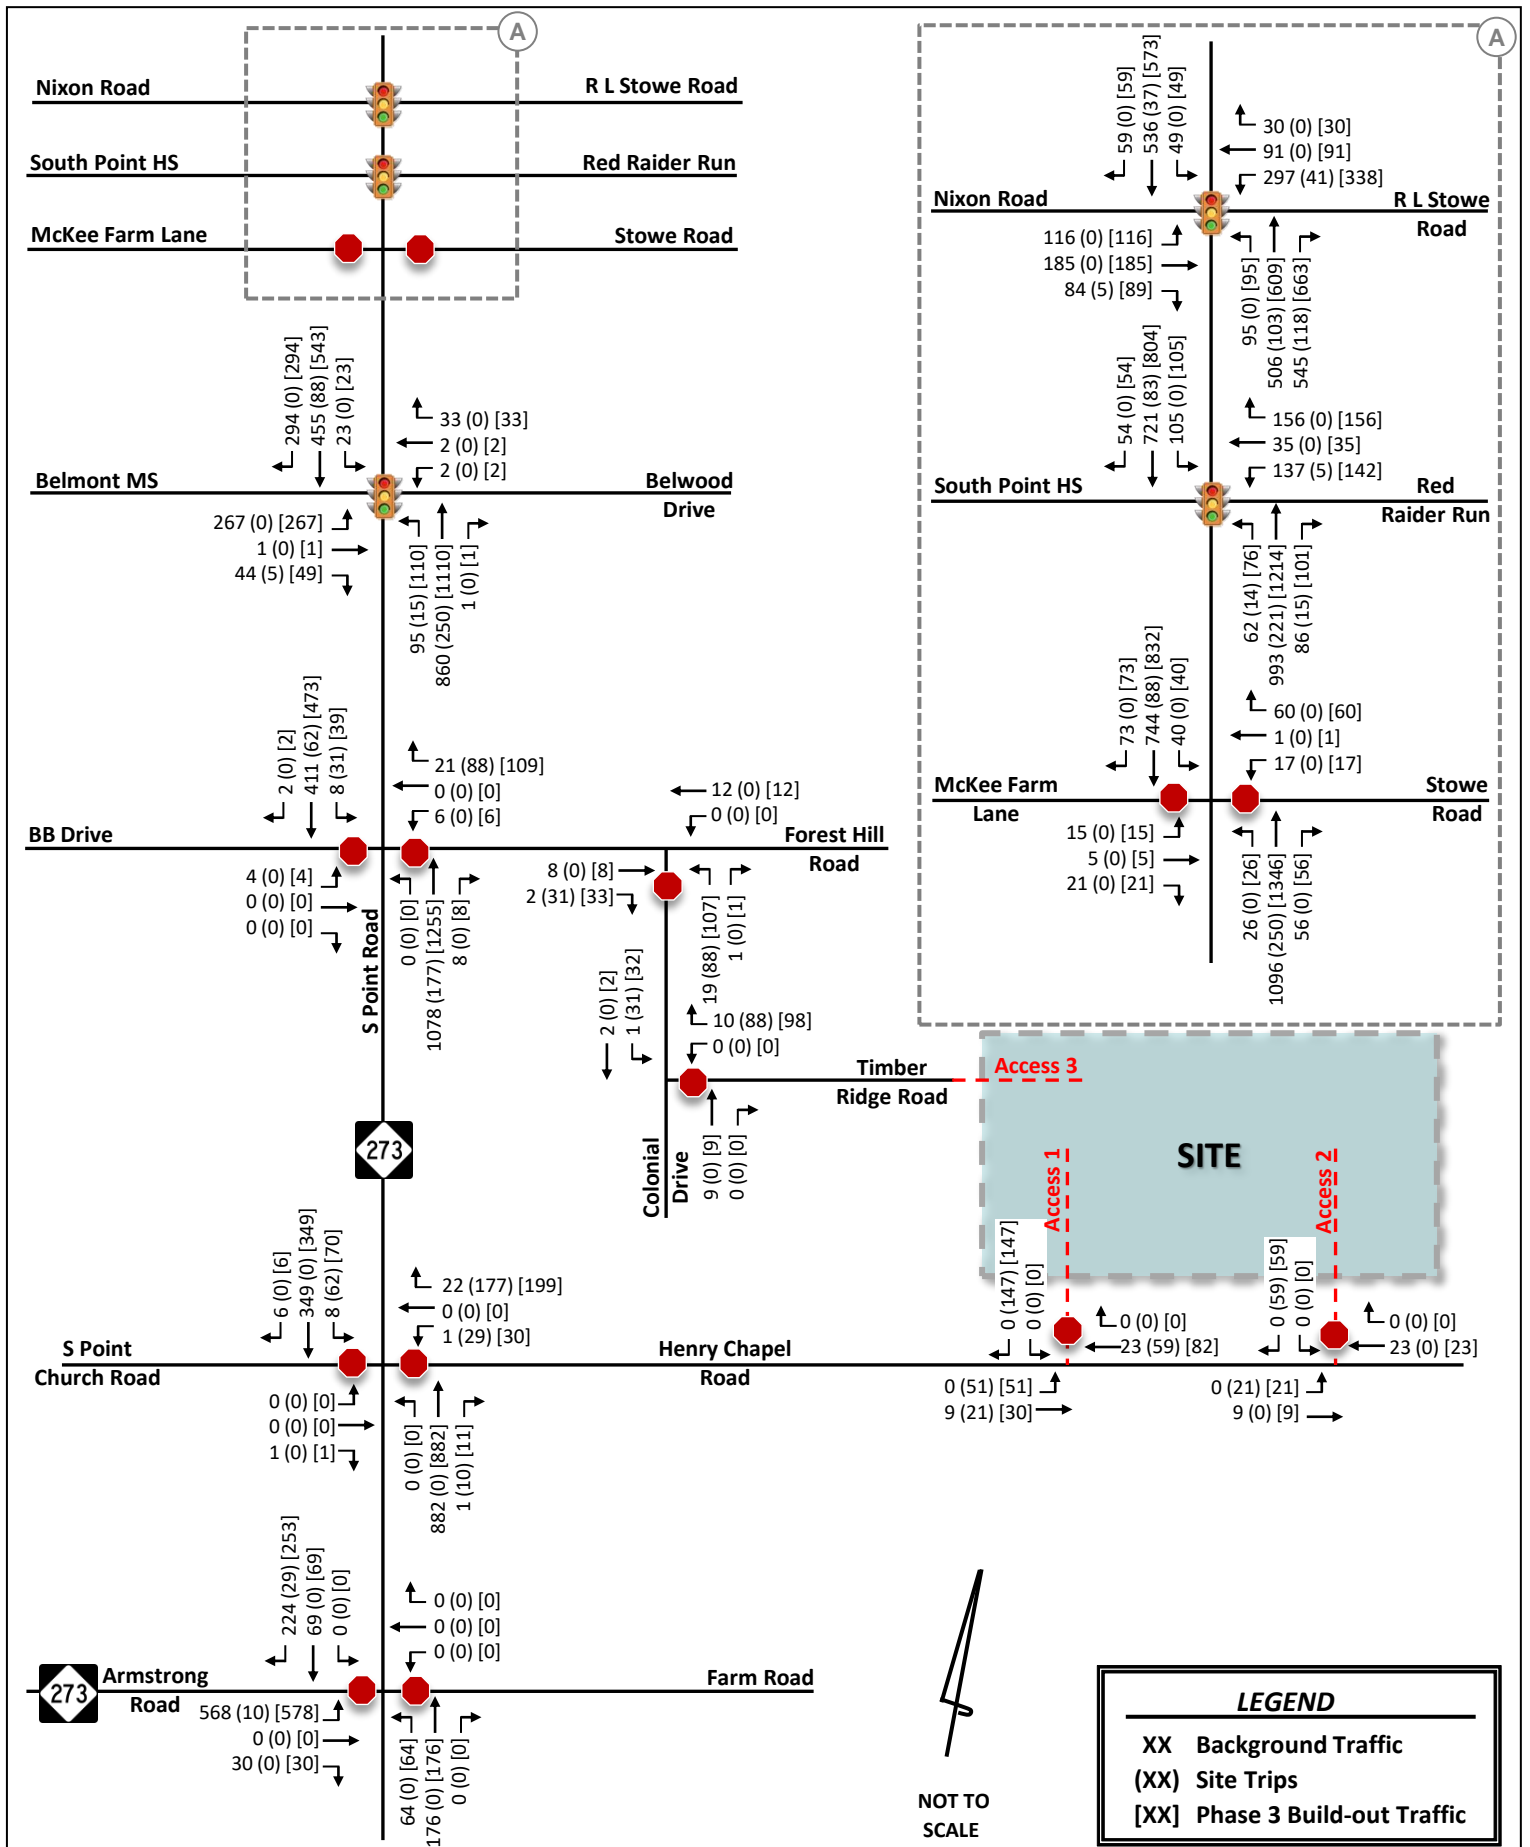 A
Nixon Road
R L Stowe Road
South Point HS
Red Raider Run
McKee Farm Lane
Stowe Road
294 (0) [294]
455 (88) [543]
23 (0) [23]
33 (0) [33]
2 (0) [2]
2 (0) [2]
Belmont MS
Belwood
Drive
267 (0) [267]
1 (0) [1]
44 (5) [49]
95 (15) [110]
860 (250) [1110]
1 (0) [1]
2 (0) [2]
411 (62) [473]
8 (31) [39]
21 (88) [109]
0 (0) [0]
6 (0) [6]
BB Drive
4 (0) [4]
0 (0) [0]
0 (0) [0]
0 (0) [0]
1078 (177) [1255]
8 (0) [8]
S Point Road
12 (0) [12]
0 (0) [0]
Forest Hill
Road
8 (0) [8]
2 (31) [33]
19 (88) [107]
1 (0) [1]
2 (0) [2]
1 (31) [32]
10 (88) [98]
0 (0) [0]
Timber
Ridge Road
9 (0) [9]
0 (0) [0]
Colonial
Drive
273
6 (0) [6]
349 (0) [349]
8 (62) [70]
22 (177) [199]
0 (0) [0]
1 (29) [30]
S Point
Church Road
Henry Chapel
Road
0 (0) [0]
0 (0) [0]
1 (0) [1]
0 (0) [0]
882 (0) [882]
1 (10) [11]
224 (29) [253]
69 (0) [69]
0 (0) [0]
0 (0) [0]
0 (0) [0]
0 (0) [0]
273
Armstrong
Road
Farm Road
568 (10) [578]
0 (0) [0]
30 (0) [30]
64 (0) [64]
176 (0) [176]
0 (0) [0]
A
59 (0) [59]
536 (37) [573]
49 (0) [49]
30 (0) [30]
91 (0) [91]
297 (41) [338]
Nixon Road
R L Stowe
Road
116 (0) [116]
185 (0) [185]
84 (5) [89]
95 (0) [95]
506 (103) [609]
545 (118) [663]
54 (0) [54]
721 (83) [804]
105 (0) [105]
156 (0) [156]
35 (0) [35]
137 (5) [142]
South Point HS
Red
Raider Run
62 (14) [76]
993 (221) [1214]
86 (15) [101]
73 (0) [73]
744 (88) [832]
40 (0) [40]
60 (0) [60]
1 (0) [1]
17 (0) [17]
McKee Farm
Lane
Stowe
Road
15 (0) [15]
5 (0) [5]
21 (0) [21]
26 (0) [26]
1096 (250) [1346]
56 (0) [56]
Access 3
SITE
Access 1
Access 2
0 (147) [147]
0 (0) [0]
0 (0) [0]
23 (59) [82]
0 (51) [51]
9 (21) [30]
0 (59) [59]
0 (0) [0]
0 (0) [0]
23 (0) [23]
0 (21) [21]
9 (0) [9]
NOT TO
SCALE
LEGEND
XX Background Traffic
(XX) Site Trips
[XX] Phase 3 Build-out Traffic